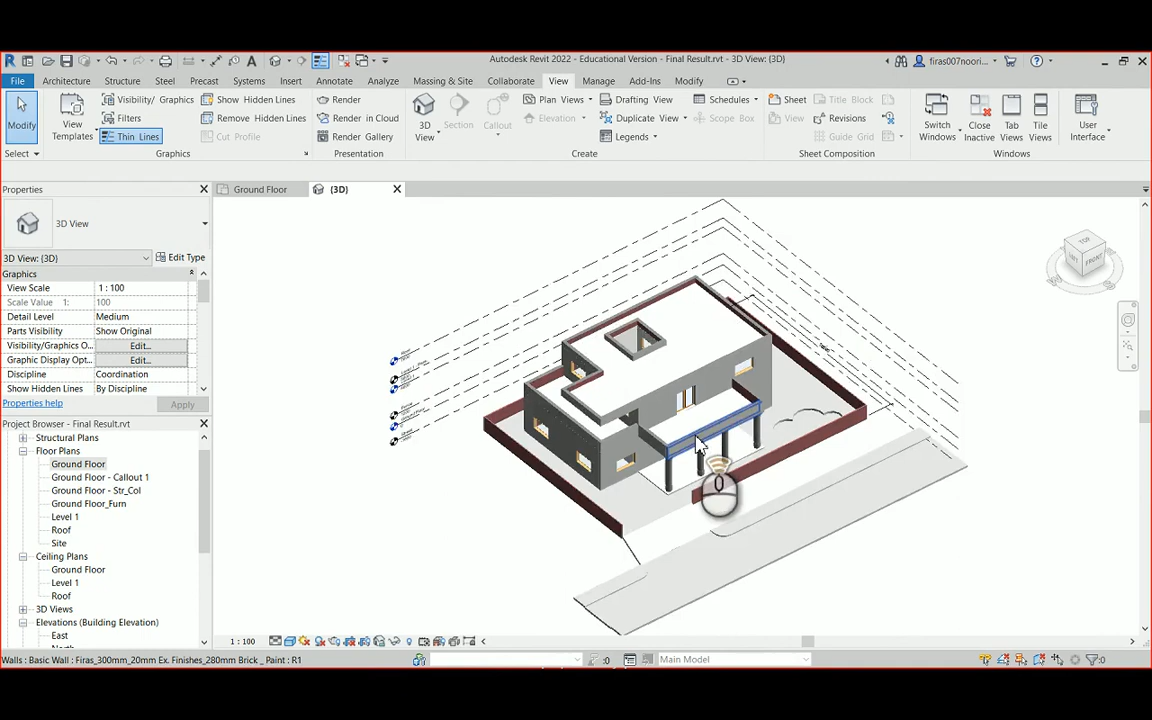 Autodesk Revit 2022 - Educational Version - Final Result.rvt - 3D View: {3D}
firas007noori...
File Architecture Structure Steel Precast Systems Insert Annotate Analyze Massing & Site Collaborate View Manage Add-Ins Modify
Modify
View
Templates
Visibility/ Graphics
Filters
Thin Lines
Show Hidden Lines
Remove Hidden Lines
Cut Profile
Render
Render in Cloud
Render Gallery
3D
View
Section
Callout
Plan Views
Elevation
Drafting View
Duplicate View
Legends
Schedules
Scope Box
Sheet
View
Title Block
Revisions
Guide Grid
Switch
Windows
Close
Inactive
Tab
Views
Tile
Views
User
Interface
Select Graphics Presentation Create Sheet Composition Windows
Properties
Ground Floor
{3D}
3D View
3D View: {3D}
Edit Type
Graphics
View Scale 1 : 100
Scale Value 1: 100
Detail Level Medium
Parts Visibility Show Original
Visibility/Graphics O... Edit...
Graphic Display Opt... Edit...
Discipline Coordination
Show Hidden Lines By Discipline
Properties help
Apply
Project Browser - Final Result.rvt
Structural Plans
Floor Plans
Ground Floor
Ground Floor - Callout 1
Ground Floor - Str_Col
Ground Floor_Furn
Level 1
Roof
Site
Ceiling Plans
Ground Floor
Level 1
Roof
3D Views
Elevations (Building Elevation)
East
TOP
LEFT
FRONT
1 : 100
Walls : Basic Wall : Firas_300mm_20mm Ex. Finishes_280mm Brick _ Paint : R1
:0
Main Model
:0